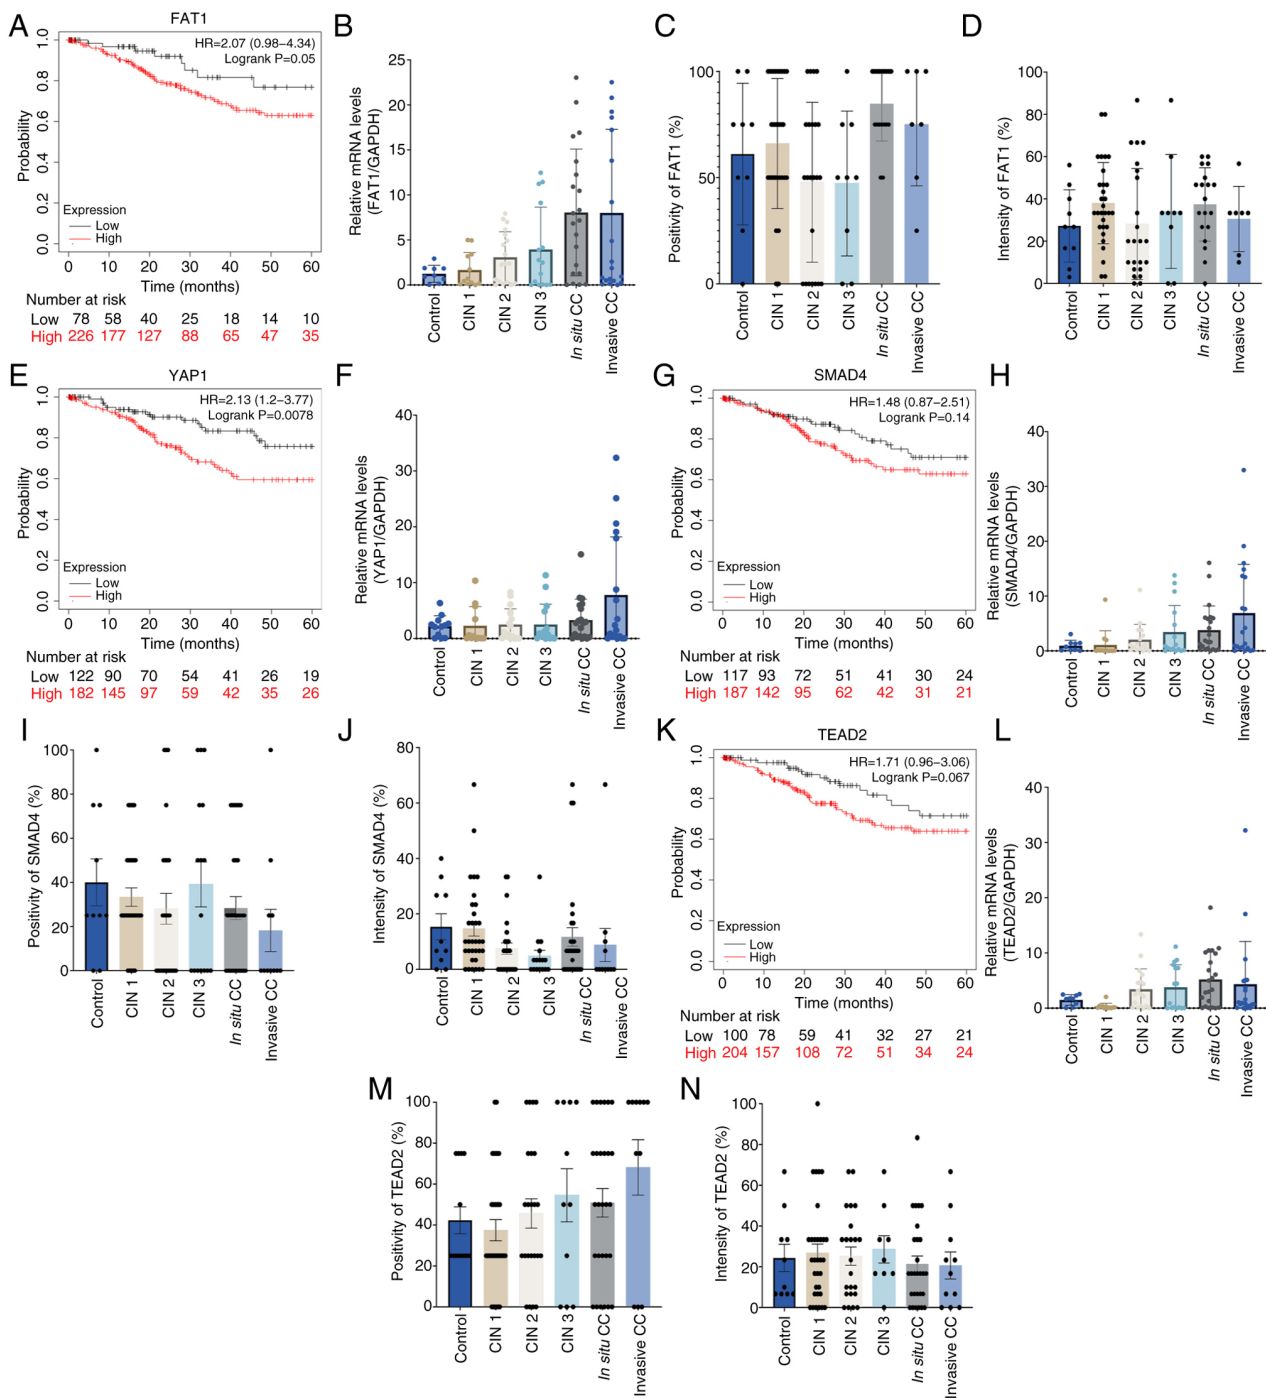 A
FAT1
HR=2.07 (0.98–4.34)
Logrank P=0.05
Probability
1.0
0.8
0.6
0.4
0.2
0.0
Expression
Low
High
0 10 20 30 40 50 60
Time (months)
Number at risk
Low 78 58 40 25 18 14 10
High 226 177 127 88 65 47 35
B
Relative mRNA levels
(FAT1/GAPDH)
25
20
15
10
5
0
Control
CIN 1
CIN 2
CIN 3
In situ CC
Invasive CC
C
Positivity of FAT1 (%)
100
50
0
Control
CIN 1
CIN 2
CIN 3
In situ CC
Invasive CC
D
Intensity of FAT1 (%)
100
80
60
40
20
0
Control
CIN 1
CIN 2
CIN 3
In situ CC
Invasive CC
E
YAP1
HR=2.13 (1.2–3.77)
Logrank P=0.0078
Probability
1.0
0.8
0.6
0.4
0.2
0.0
Expression
Low
High
0 10 20 30 40 50 60
Time (months)
Number at risk
Low 122 90 70 54 41 26 19
High 182 145 97 59 42 35 26
F
Relative mRNA levels
(YAP1/GAPDH)
40
30
20
10
0
Control
CIN 1
CIN 2
CIN 3
In situ CC
Invasive CC
G
SMAD4
HR=1.48 (0.87–2.51)
Logrank P=0.14
Probability
1.0
0.8
0.6
0.4
0.2
0.0
Expression
Low
High
0 10 20 30 40 50 60
Time (months)
Number at risk
Low 117 93 72 51 41 30 24
High 187 142 95 62 42 31 21
H
Relative mRNA levels
(SMAD4/GAPDH)
40
30
20
10
0
Control
CIN 1
CIN 2
CIN 3
In situ CC
Invasive CC
I
Positivity of SMAD4 (%)
100
80
60
40
20
0
Control
CIN 1
CIN 2
CIN 3
In situ CC
Invasive CC
J
Intensity of SMAD4 (%)
80
60
40
20
0
Control
CIN 1
CIN 2
CIN 3
In situ CC
Invasive CC
K
TEAD2
HR=1.71 (0.96–3.06)
Logrank P=0.067
Probability
1.0
0.8
0.6
0.4
0.2
0.0
Expression
Low
High
0 10 20 30 40 50 60
Time (months)
Number at risk
Low 100 78 59 41 32 27 21
High 204 157 108 72 51 34 24
L
Relative mRNA levels
(TEAD2/GAPDH)
40
30
20
10
0
Control
CIN 1
CIN 2
CIN 3
In situ CC
Invasive CC
M
Positivity of TEAD2 (%)
100
80
60
40
20
0
Control
CIN 1
CIN 2
CIN 3
In situ CC
Invasive CC
N
Intensity of TEAD2 (%)
100
80
60
40
20
0
Control
CIN 1
CIN 2
CIN 3
In situ CC
Invasive CC